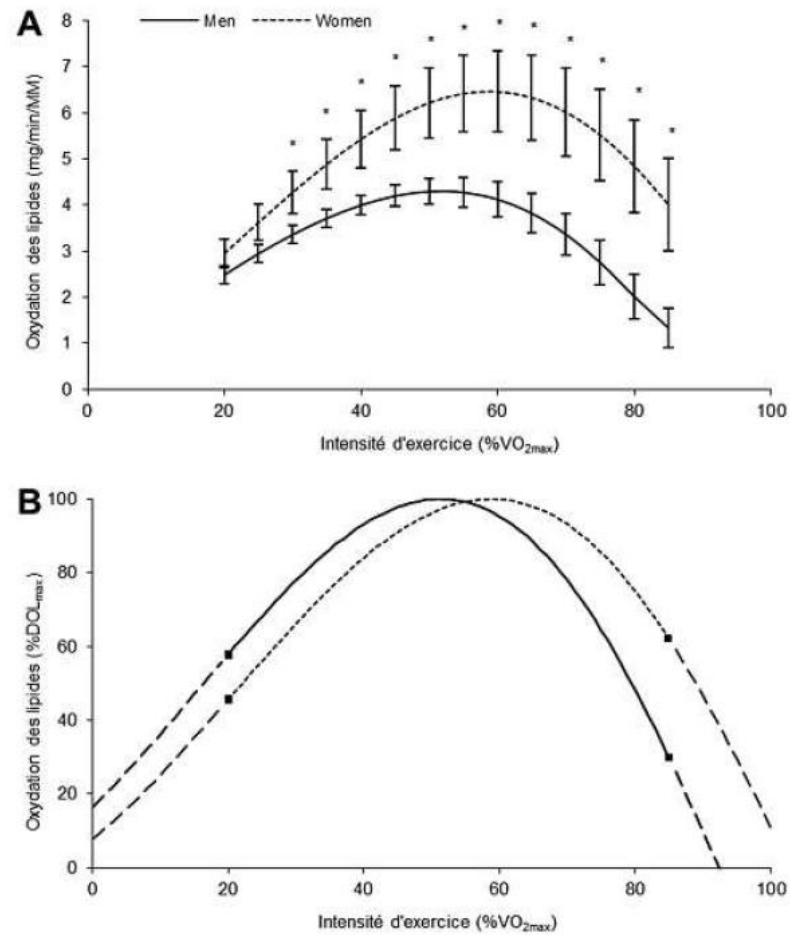 A
Men
Women
8
7
6
5
4
3
2
1
0
* * * * * * * * * * * *
Oxydation des lipides (mg/min/MM)
0 20 40 60 80 100
Intensité d'exercice (%VO2max)
B
100
80
60
40
20
0
Oxydation des lipides (%DOLmax)
0 20 40 60 80 100
Intensité d'exercice (%VO2max)